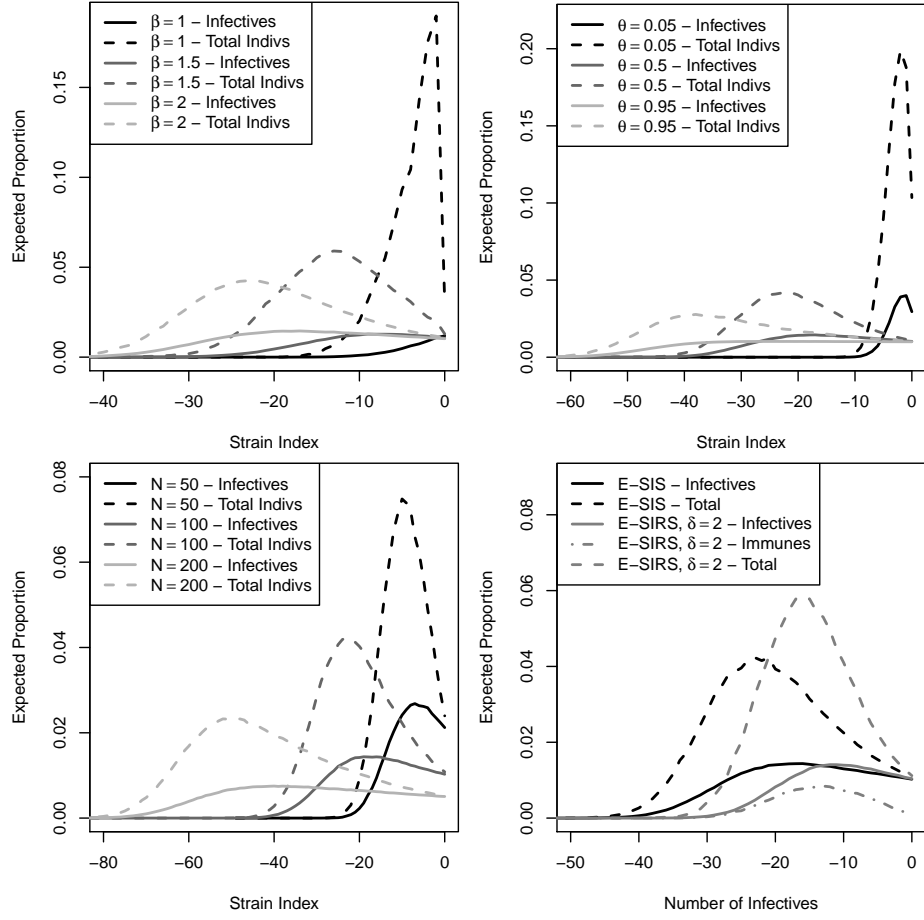 β = 1 − Infectives
β = 1 − Total Indivs
β = 1.5 − Infectives
β = 1.5 − Total Indivs
β = 2 − Infectives
β = 2 − Total Indivs
Expected Proportion
0.00
0.05
0.10
0.15
−40
−30
−20
−10
0
Strain Index
θ = 0.05 − Infectives
θ = 0.05 − Total Indivs
θ = 0.5 − Infectives
θ = 0.5 − Total Indivs
θ = 0.95 − Infectives
θ = 0.95 − Total Indivs
Expected Proportion
0.00
0.05
0.10
0.15
0.20
−60
−50
−40
−30
−20
−10
0
Strain Index
N = 50 − Infectives
N = 50 − Total Indivs
N = 100 − Infectives
N = 100 − Total Indivs
N = 200 − Infectives
N = 200 − Total Indivs
Expected Proportion
0.00
0.02
0.04
0.06
0.08
−80
−60
−40
−20
0
Strain Index
E−SIS − Infectives
E−SIS − Total
E−SIRS, δ = 2 − Infectives
E−SIRS, δ = 2 − Immunes
E−SIRS, δ = 2 − Total
Expected Proportion
0.00
0.02
0.04
0.06
0.08
−50
−40
−30
−20
−10
0
Number of Infectives